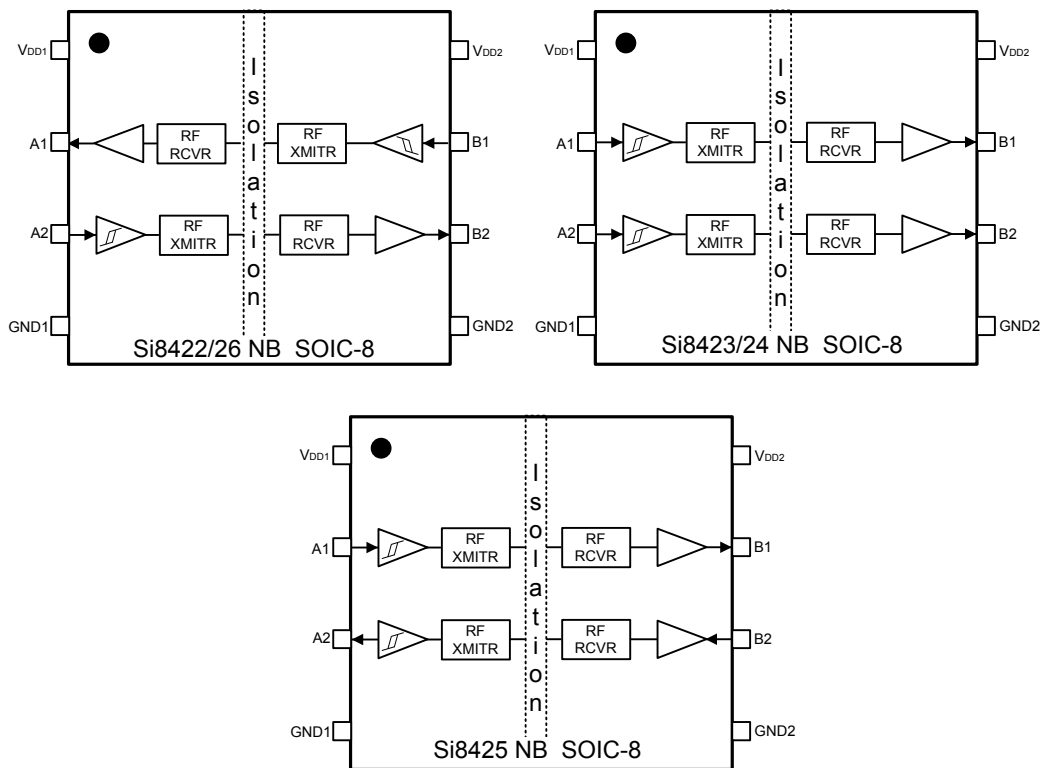 VDD1
VDD2
A1
RF
RCVR
RF
XMITR
B1
A2
RF
XMITR
RF
RCVR
B2
Isolation
GND1
GND2
Si8422/26 NB SOIC-8
VDD1
VDD2
A1
RF
XMITR
RF
RCVR
B1
A2
RF
XMITR
RF
RCVR
B2
Isolation
GND1
GND2
Si8423/24 NB SOIC-8
VDD1
VDD2
A1
RF
XMITR
RF
RCVR
B1
A2
RF
XMITR
RF
RCVR
B2
Isolation
GND1
GND2
Si8425 NB SOIC-8